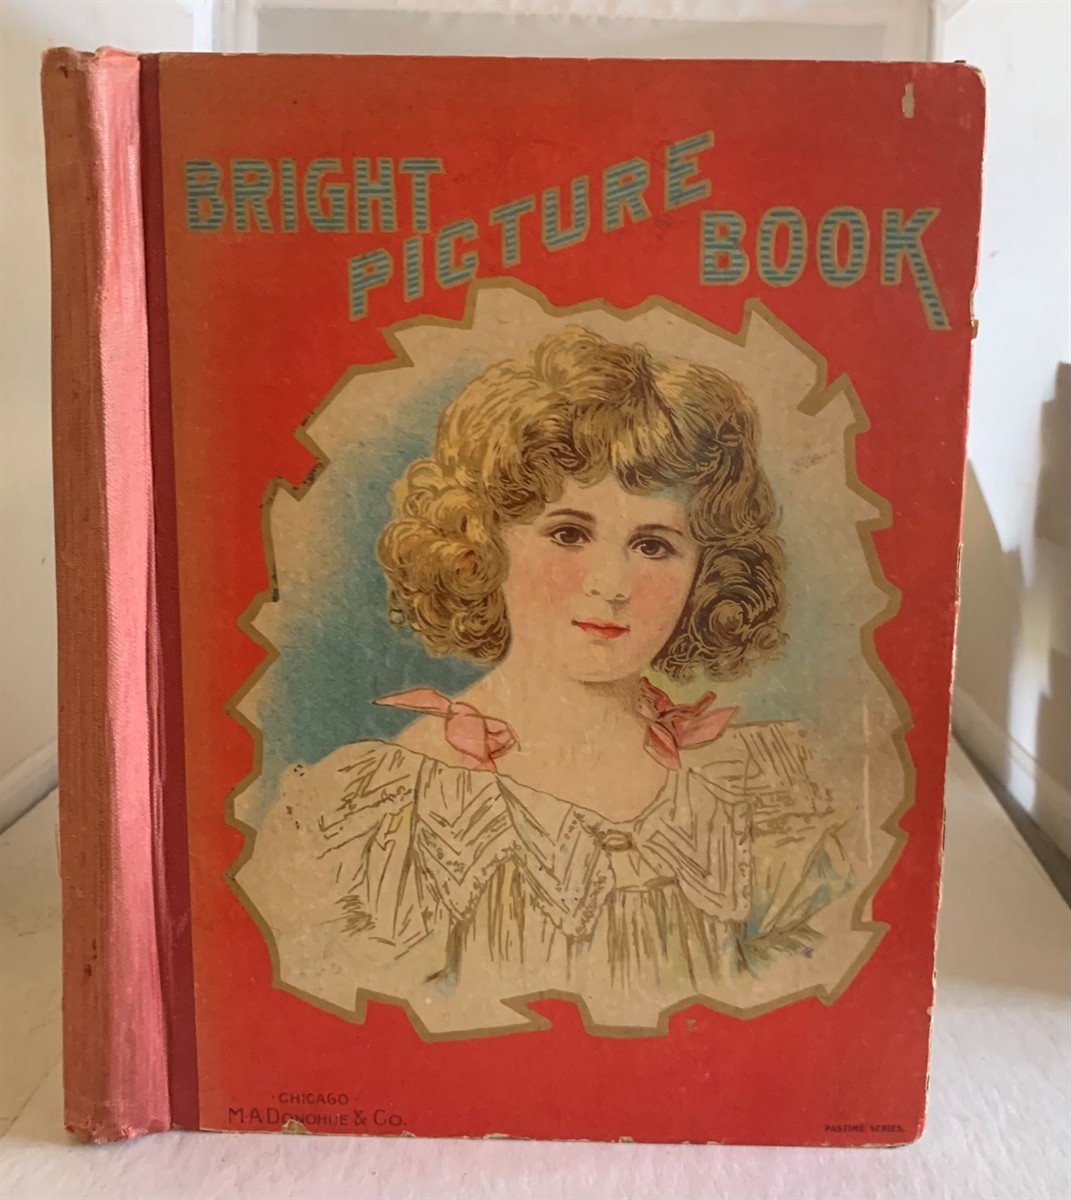 BRIGHT
PICTURE
BOOK
CHICAGO
M.A.DONOHUE & CO.
PASTIME SERIES.